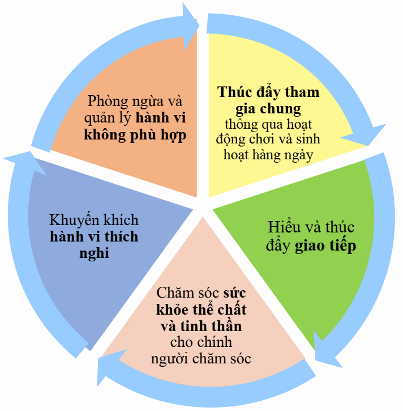 Thúc đẩy tham
gia chung
thông qua hoạt
động chơi và sinh
hoạt hàng ngày
Hiểu và thúc
đẩy giao tiếp
Chăm sóc sức
khỏe thể chất
và tinh thần
cho chính
người chăm sóc
Khuyến khích
hành vi thích
nghi
Phòng ngừa và
quản lý hành vi
không phù hợp